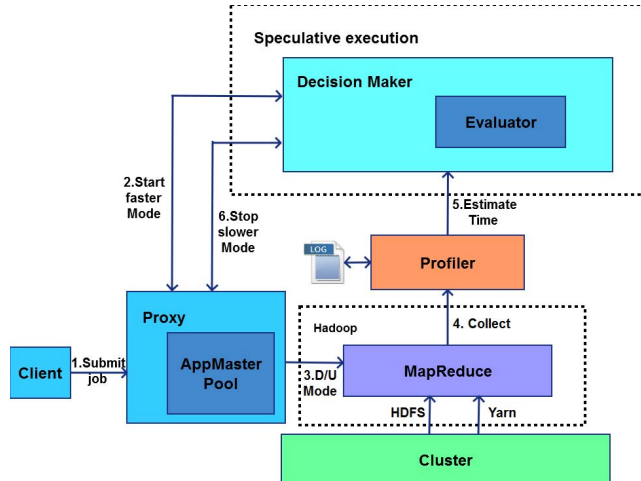 Speculative execution
Decision Maker
Evaluator
2.Start
faster
Mode
6.Stop
slower
Mode
5.Estimate
Time
LOG
Profiler
Proxy
AppMaster
Pool
Hadoop
4. Collect
Client
1.Submit
job
3.D/U
Mode
MapReduce
HDFS
Yarn
Cluster